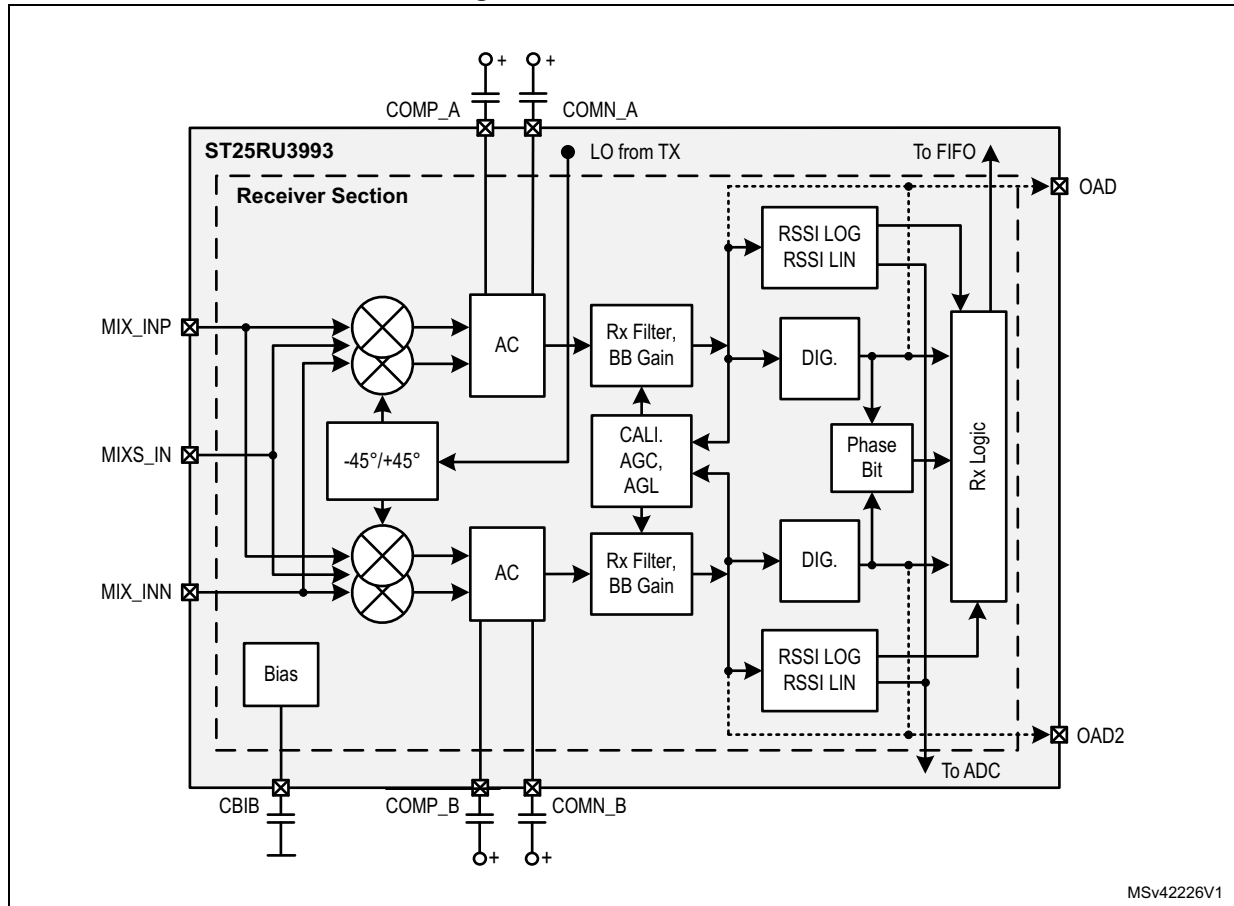 COMP_A
COMN_A
ST25RU3993
LO from TX
To FIFO
OAD
Receiver Section
RSSI LOG
RSSI LIN
MIX_INP
AC
Rx Filter,
BB Gain
DIG.
MIXS_IN
-45°/+45°
CALI.
AGC,
AGL
Phase
Bit
Rx Logic
MIX_INN
AC
Rx Filter,
BB Gain
DIG.
Bias
RSSI LOG
RSSI LIN
OAD2
To ADC
CBIB
COMP_B
COMN_B
MSv42226V1